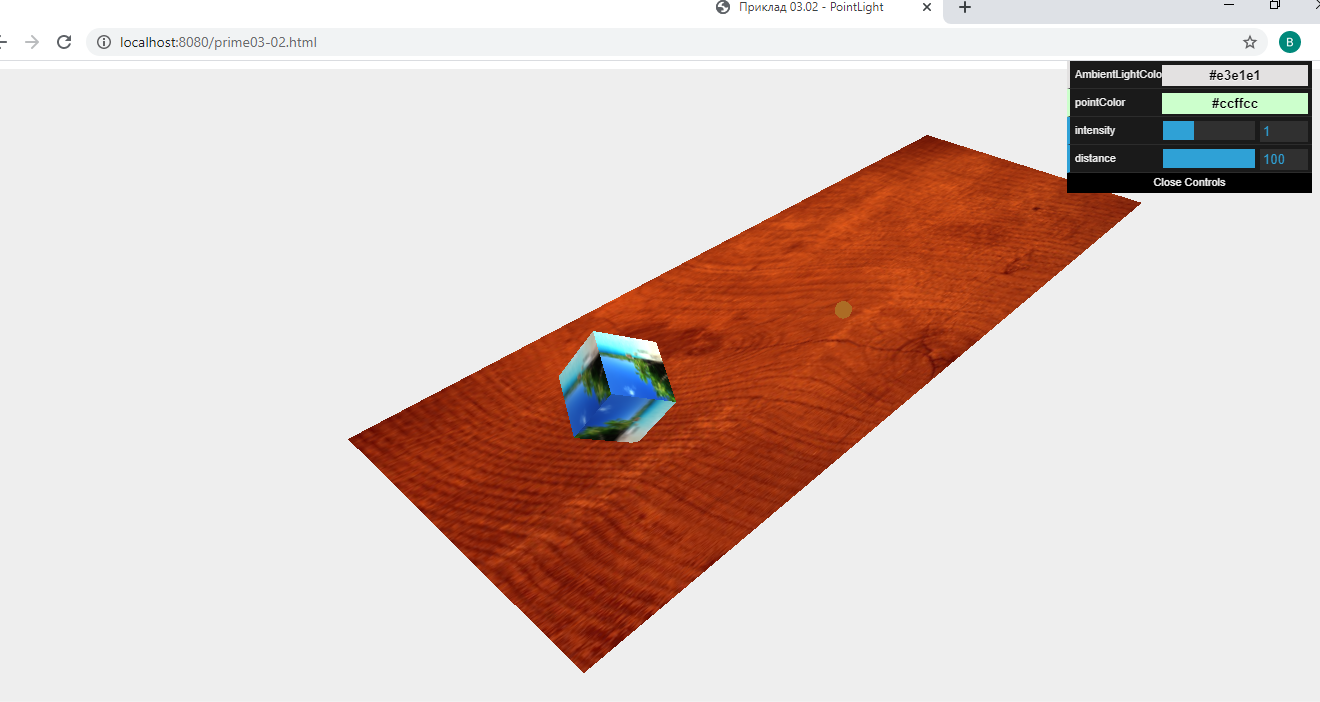 Приклад 03.02 - PointLight
localhost:8080/prime03-02.html
B
AmbientLightColo #e3e1e1
pointColor #ccffcc
intensity 1
distance 100
Close Controls